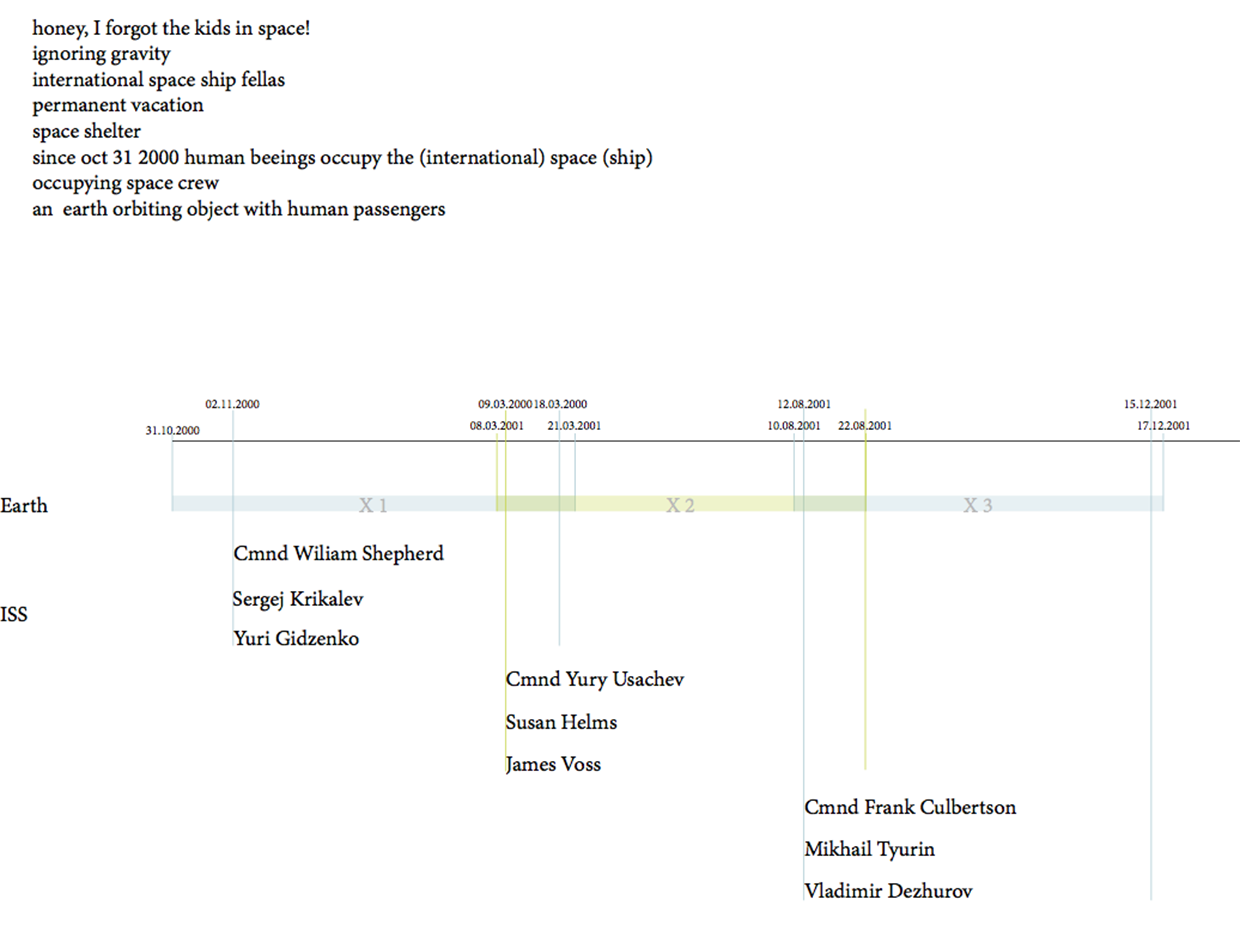 honey, I forgot the kids in space!
ignoring gravity
international space ship fellas
permanent vacation
space shelter
since oct 31 2000 human beeings occupy the (international) space (ship)
occupying space crew
an  earth orbiting object with human passengers
02.11.2000 09.03.2000 18.03.2000 12.08.2001 15.12.2001
31.10.2000 08.03.2001 21.03.2001 10.08.2001 22.08.2001 17.12.2001
Earth X 1 X 2 X 3
Cmnd Wiliam Shepherd
Sergej Krikalev
ISS
Yuri Gidzenko
Cmnd Yury Usachev
Susan Helms
James Voss
Cmnd Frank Culbertson
Mikhail Tyurin
Vladimir Dezhurov